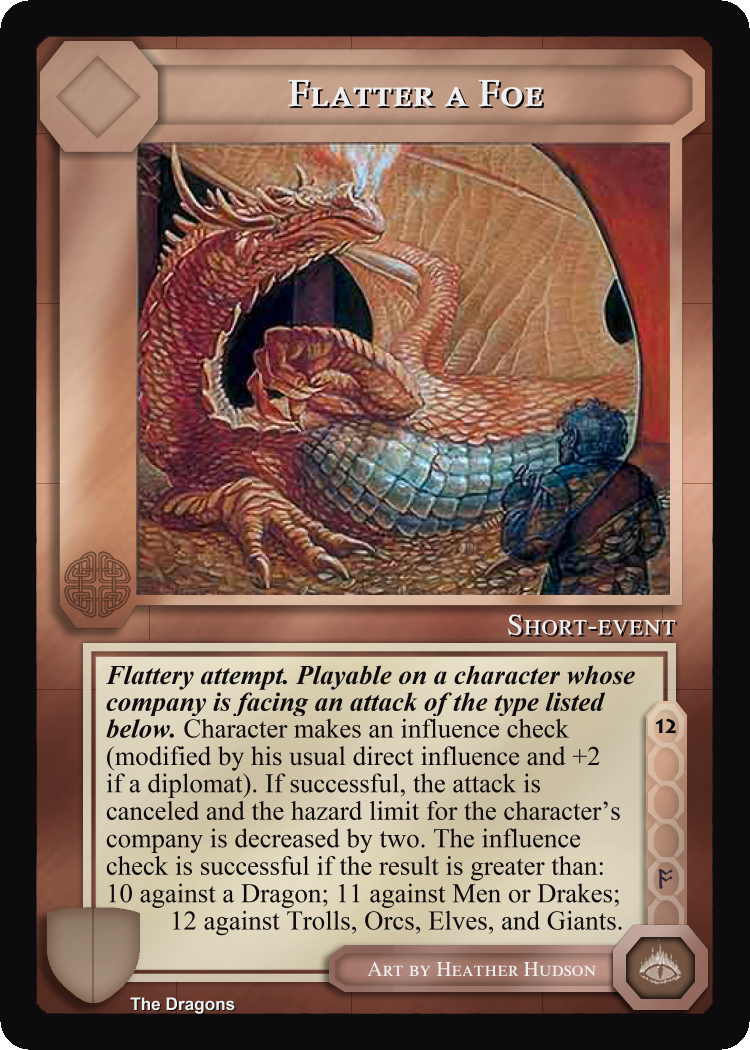 Flatter a Foe
Short-event
Flattery attempt. Playable on a character whose
company is facing an attack of the type listed
below. Character makes an influence check
(modified by his usual direct influence and +2
if a diplomat). If successful, the attack is
canceled and the hazard limit for the character’s
company is decreased by two. The influence
check is successful if the result is greater than:
10 against a Dragon; 11 against Men or Drakes;
12 against Trolls, Orcs, Elves, and Giants.
12
Art by Heather Hudson
The Dragons